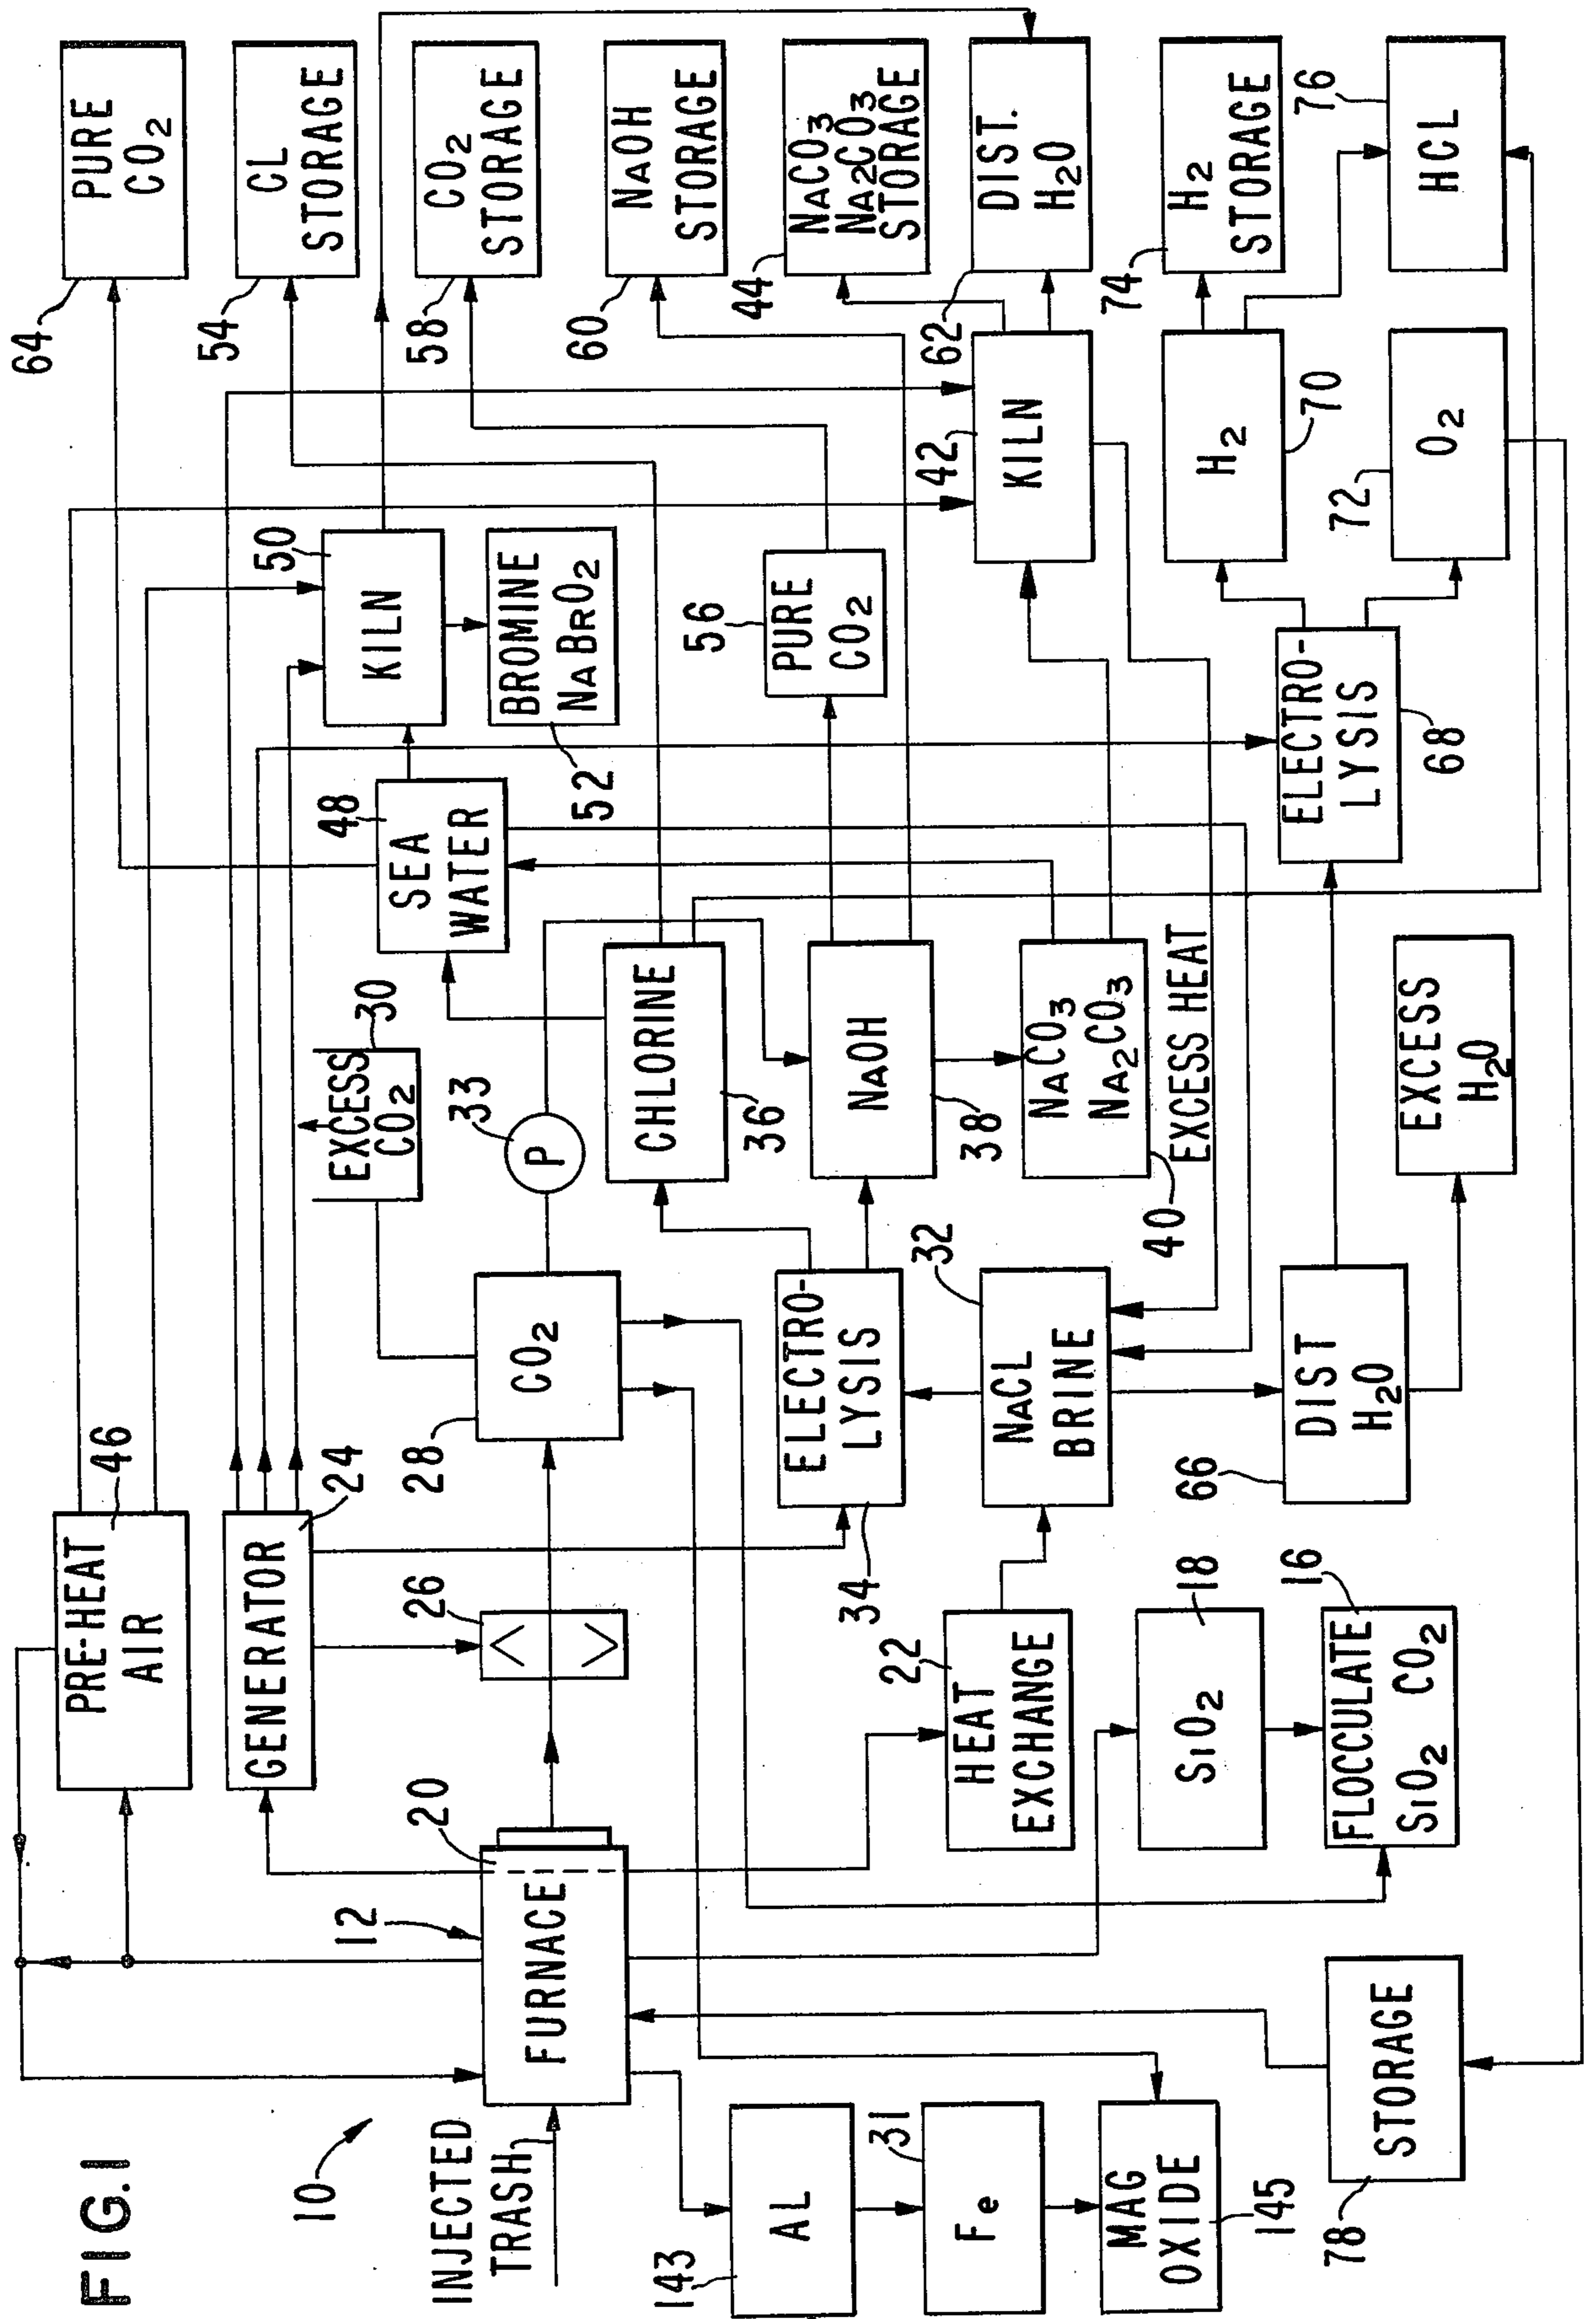 FIG.1
10
INJECTED
TRASH
12
FURNACE
20
PRE-HEAT
AIR
46
GENERATOR
24
26
< >
28
CO2
EXCESS
CO2
30
33
P
SEA
WATER
48
KILN
50
BROMINE
NABRO2
52
PURE
CO2
64
CL
STORAGE
54
CO2
STORAGE
58
NAOH
STORAGE
60
NACO3
NA2CO3
STORAGE
44
DIST.
H2O
62
H2
STORAGE
74
HCL
76
CHLORINE
36
PURE
CO2
56
NAOH
38
NACO3
NA2CO3
40
KILN
42
EXCESS HEAT
ELECTRO-
LYSIS
34
NACL
BRINE
32
HEAT
EXCHANGE
22
DIST
H2O
66
EXCESS
H2O
ELECTRO-
LYSIS
68
H2
70
O2
72
SiO2
18
FLOCCULATE
SiO2 CO2
16
AL
143
Fe
31
MAG
OXIDE
145
STORAGE
78